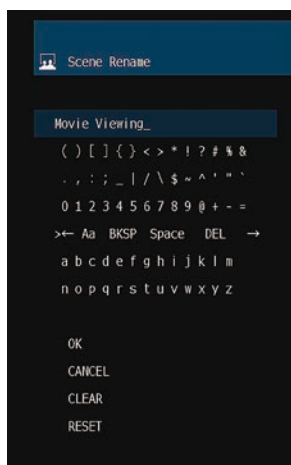 Scene Rename
Movie Viewing_
( ) [ ] { } < > * ! ? # % &
. , : ; _ | / \ $ ~ ^ ' " `
0 1 2 3 4 5 6 7 8 9 @ + - =
>← Aa BKSP Space DEL →
a b c d e f g h i j k l m
n o p q r s t u v w x y z
OK
CANCEL
CLEAR
RESET